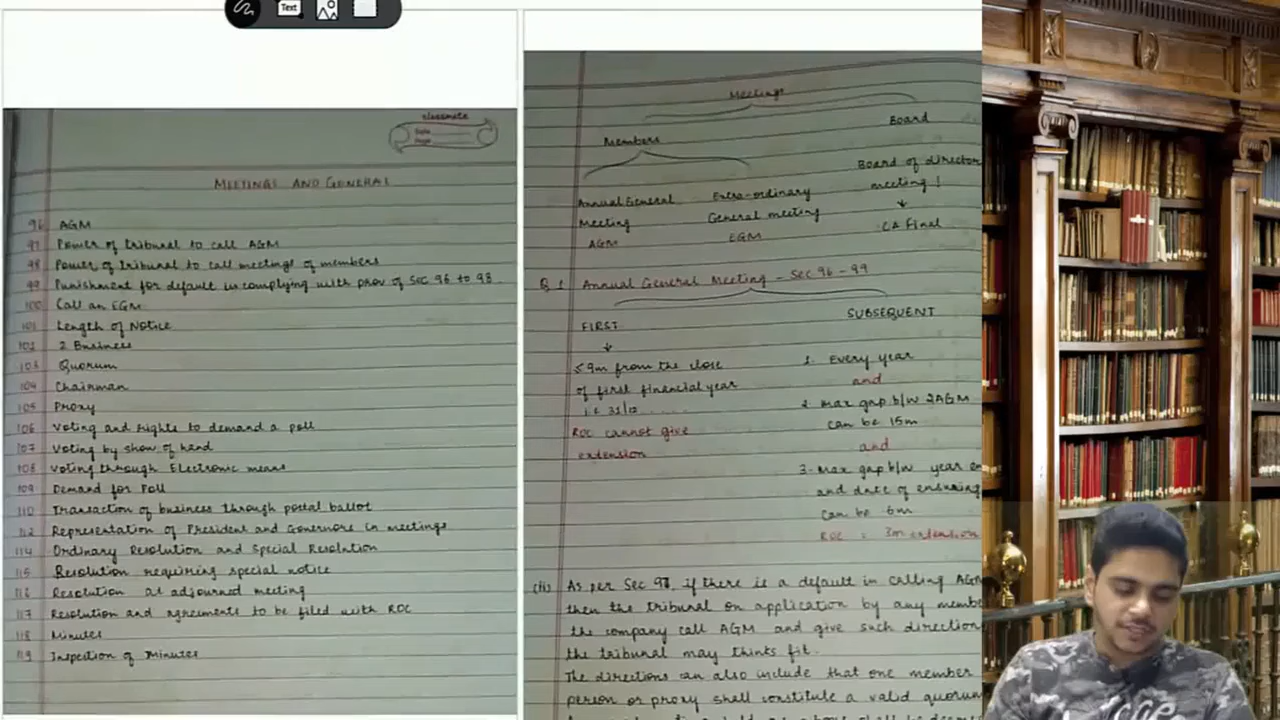 Text
classmate
Date
Page
MEETINGS AND GENERAL
96 AGM
97 Power of tribunal to call AGM
98 Power of tribunal to call meetings of members
99 Punishment for default in complying with prov of Sec 96 to 98
100 Call an EGM
101 Length of Notice
102 2 Business
103 Quorum
104 Chairman
105 Proxy
106 Voting and Rights to demand a poll
107 Voting by show of hand
108 Voting through Electronic means
109 Demand for Poll
110 Transaction of business through postal ballot
112 Representation of President and Governors in meetings
114 Ordinary Resolution and Special Resolution
115 Resolution requiring special notice
116 Resolution at adjourned meeting
117 Resolution and agreements to be filed with ROC
118 Minutes
119 Inspection of Minutes
Meetings
Members
Board
Annual General
Meeting
AGM
Extra-ordinary
General meeting
EGM
Board of director
meeting!
CA Final
Q1 Annual General Meeting - Sec 96-99
FIRST
≤9m from the close
of first financial year
i.e 31/12 .....
ROC cannot give
extension
SUBSEQUENT
1. Every year
and
2. max gap b/w 2AGM
can be 15m
and
3. max gap b/w year en
and date of ensuring
can be 6m
ROC = 3m extension
(ii) As per Sec 97, if there is a default in calling AGM
then the tribunal on application by any memb
the company call AGM and give such direction
the tribunal may thinks fit.
The directions can also include that one member
person or proxy shall constitute a valid quorum